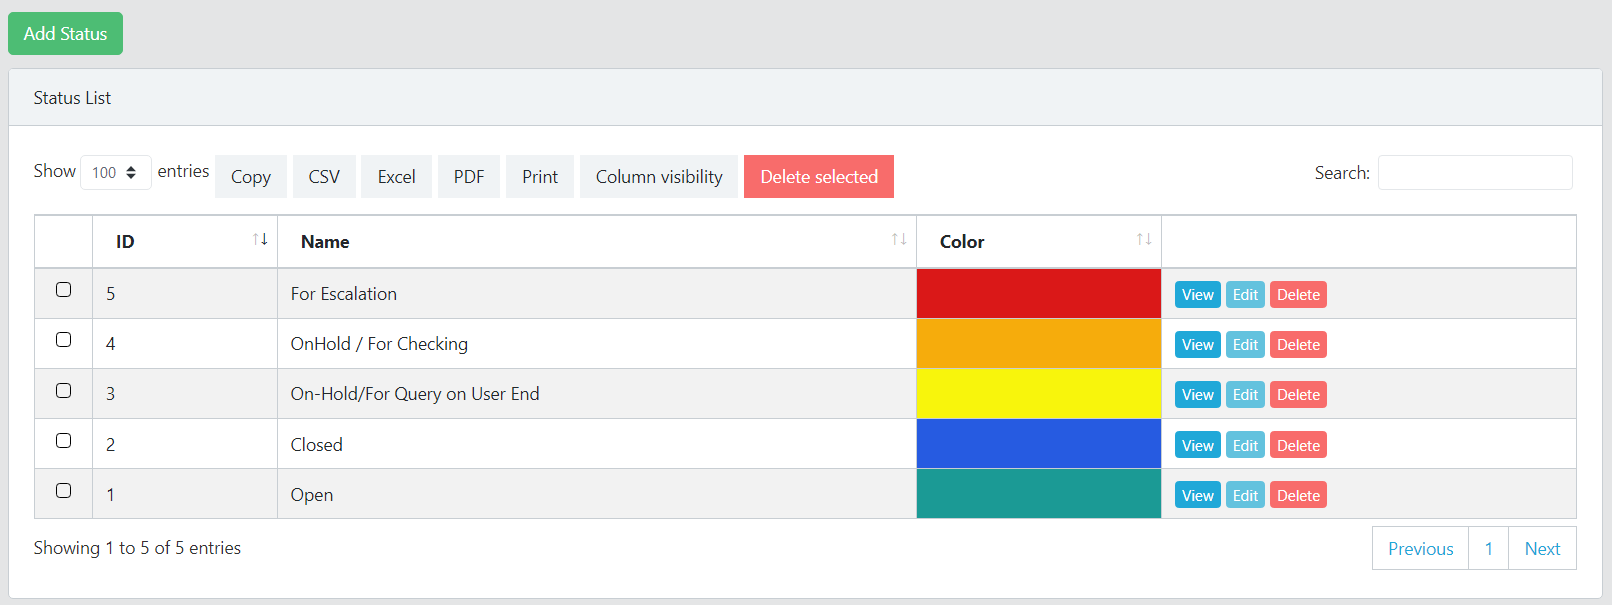 Add Status
Status List
Show 100 entries Copy CSV Excel PDF Print Column visibility Delete selected Search:
ID Name Color
5 For Escalation View Edit Delete
4 OnHold / For Checking View Edit Delete
3 On-Hold/For Query on User End View Edit Delete
2 Closed View Edit Delete
1 Open View Edit Delete
Showing 1 to 5 of 5 entries Previous 1 Next